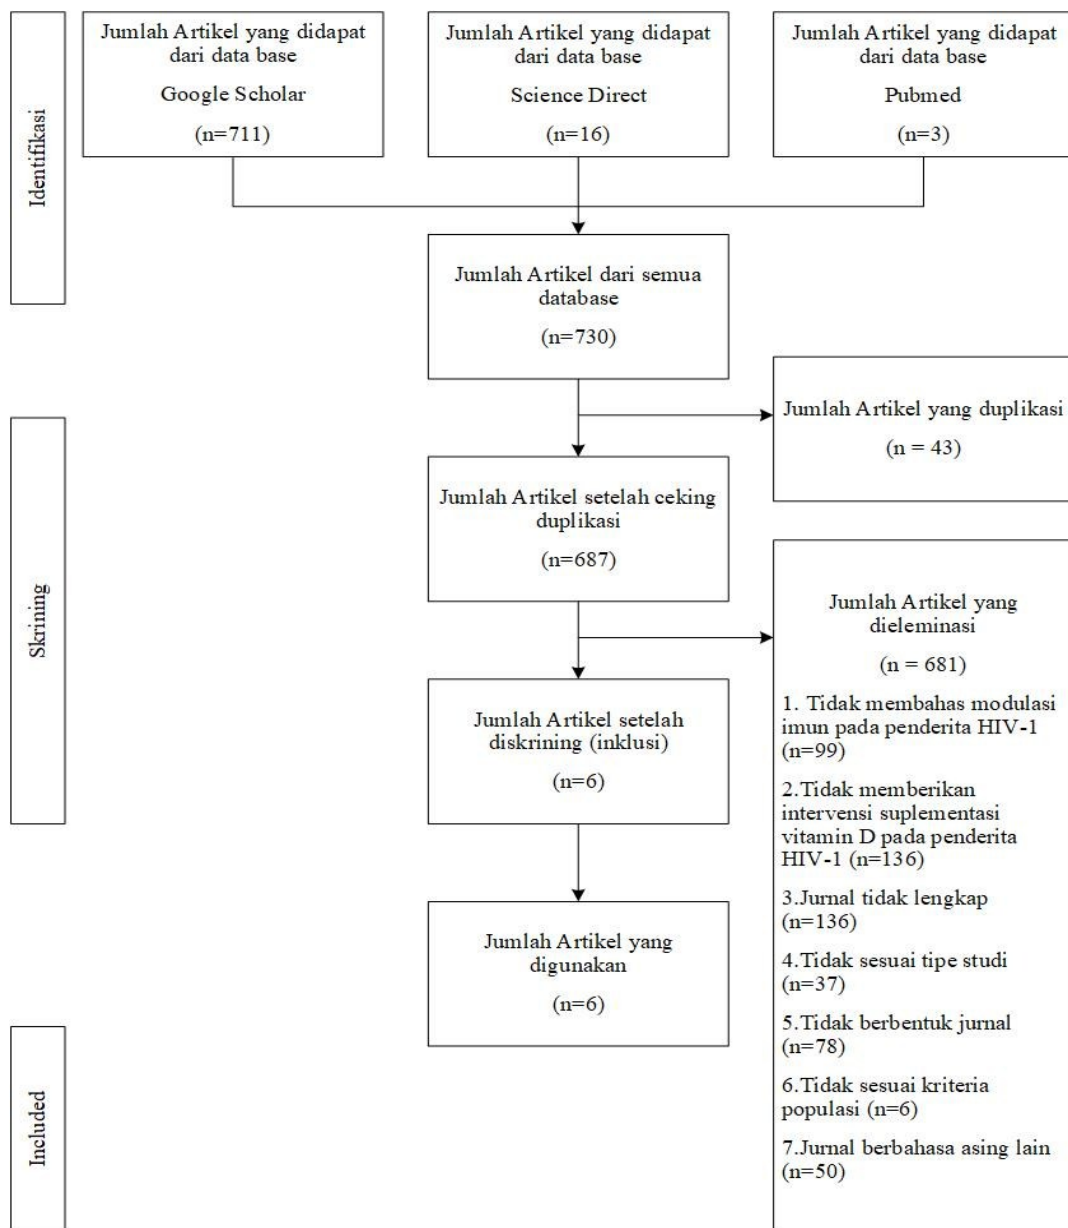 Identifikasi
Jumlah Artikel yang didapat
dari data base
Google Scholar
(n=711)
Jumlah Artikel yang didapat
dari data base
Science Direct
(n=16)
Jumlah Artikel yang didapat
dari data base
Pubmed
(n=3)
Jumlah Artikel dari semua
database
(n=730)
Jumlah Artikel yang duplikasi
(n = 43)
Skrining
Jumlah Artikel setelah ceking
duplikasi
(n=687)
Jumlah Artikel yang
dieleminasi
(n = 681)
1. Tidak membahas modulasi
imun pada penderita HIV-1
(n=99)
2.Tidak memberikan
intervensi suplementasi
vitamin D pada penderita
HIV-1 (n=136)
3.Jurnal tidak lengkap
(n=136)
4.Tidak sesuai tipe studi
(n=37)
5.Tidak berbentuk jurnal
(n=78)
6.Tidak sesuai kriteria
populasi (n=6)
7.Jurnal berbahasa asing lain
(n=50)
Jumlah Artikel setelah
diskrining (inklusi)
(n=6)
Included
Jumlah Artikel yang
digunakan
(n=6)